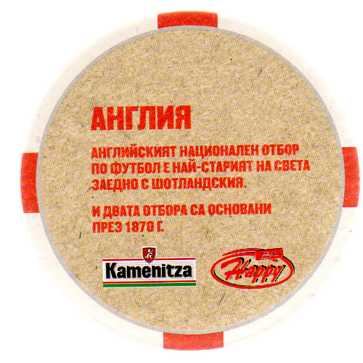 АНГЛИЯ
АНГЛИЙСКИЯТ НАЦИОНАЛЕН ОТБОР
ПО ФУТБОЛ Е НАЙ-СТАРИЯТ НА СВЕТА
ЗАЕДНО С ШОТЛАНДСКИЯ.
И ДВАТА ОТБОРА СА ОСНОВАНИ
ПРЕЗ 1870 Г.
Kamenitza
Happy